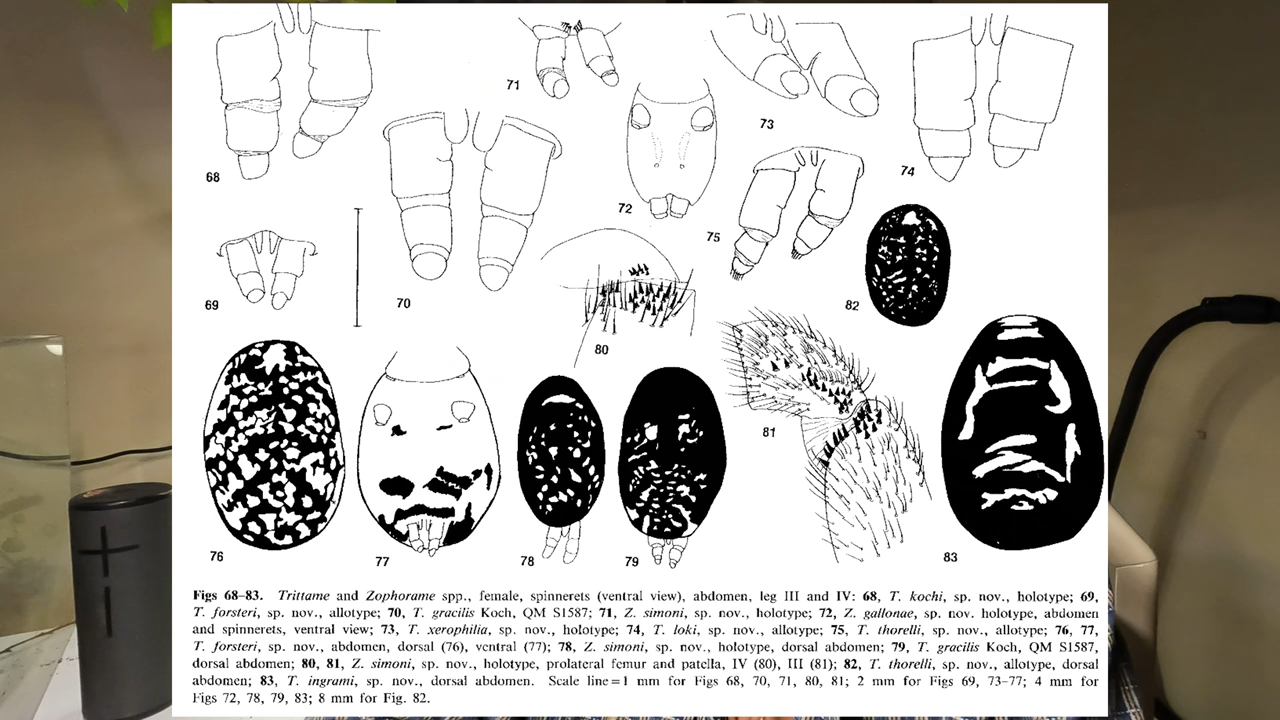 71
73
68
72
74
75
69
70
82
80
81
76
77
78
79
83
Figs 68–83. Trittame and Zophorame spp., female, spinnerets (ventral view), abdomen, leg III and IV: 68, T. kochi, sp. nov., holotype; 69,
T. forsteri, sp. nov., allotype; 70, T. gracilis Koch, QM S1587; 71, Z. simoni, sp. nov., holotype; 72, Z. gallonae, sp. nov. holotype, abdomen
and spinnerets, ventral view; 73, T. xerophilia, sp. nov., holotype; 74, T. loki, sp. nov., allotype; 75, T. thorelli, sp. nov., allotype; 76, 77,
T. forsteri, sp. nov., abdomen, dorsal (76), ventral (77); 78, Z. simoni, sp. nov., holotype, dorsal abdomen; 79, T. gracilis Koch, QM S1587,
dorsal abdomen; 80, 81, Z. simoni, sp. nov., holotype, prolateral femur and patella, IV (80), III (81); 82, T. thorelli, sp. nov., allotype, dorsal
abdomen; 83, T. ingrami, sp. nov., dorsal abdomen. Scale line=1 mm for Figs 68, 70, 71, 80, 81; 2 mm for Figs 69, 73–77; 4 mm for
Figs 72, 78, 79, 83; 8 mm for Fig. 82.